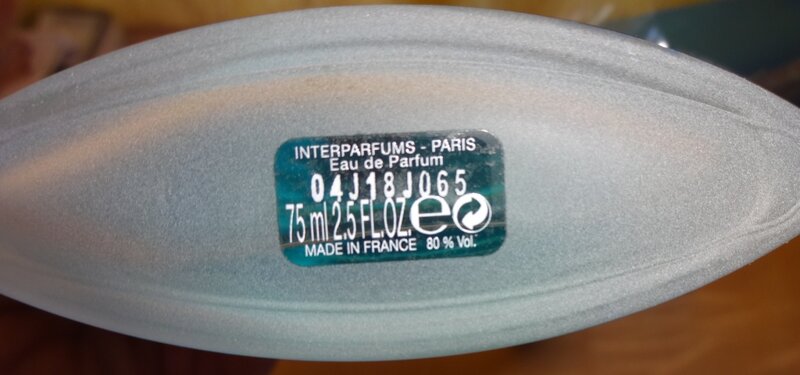 INTERPARFUMS - PARIS
Eau de Parfum
04J18J065
75 ml 2.5 FL.OZ. e
MADE IN FRANCE 80 % Vol.